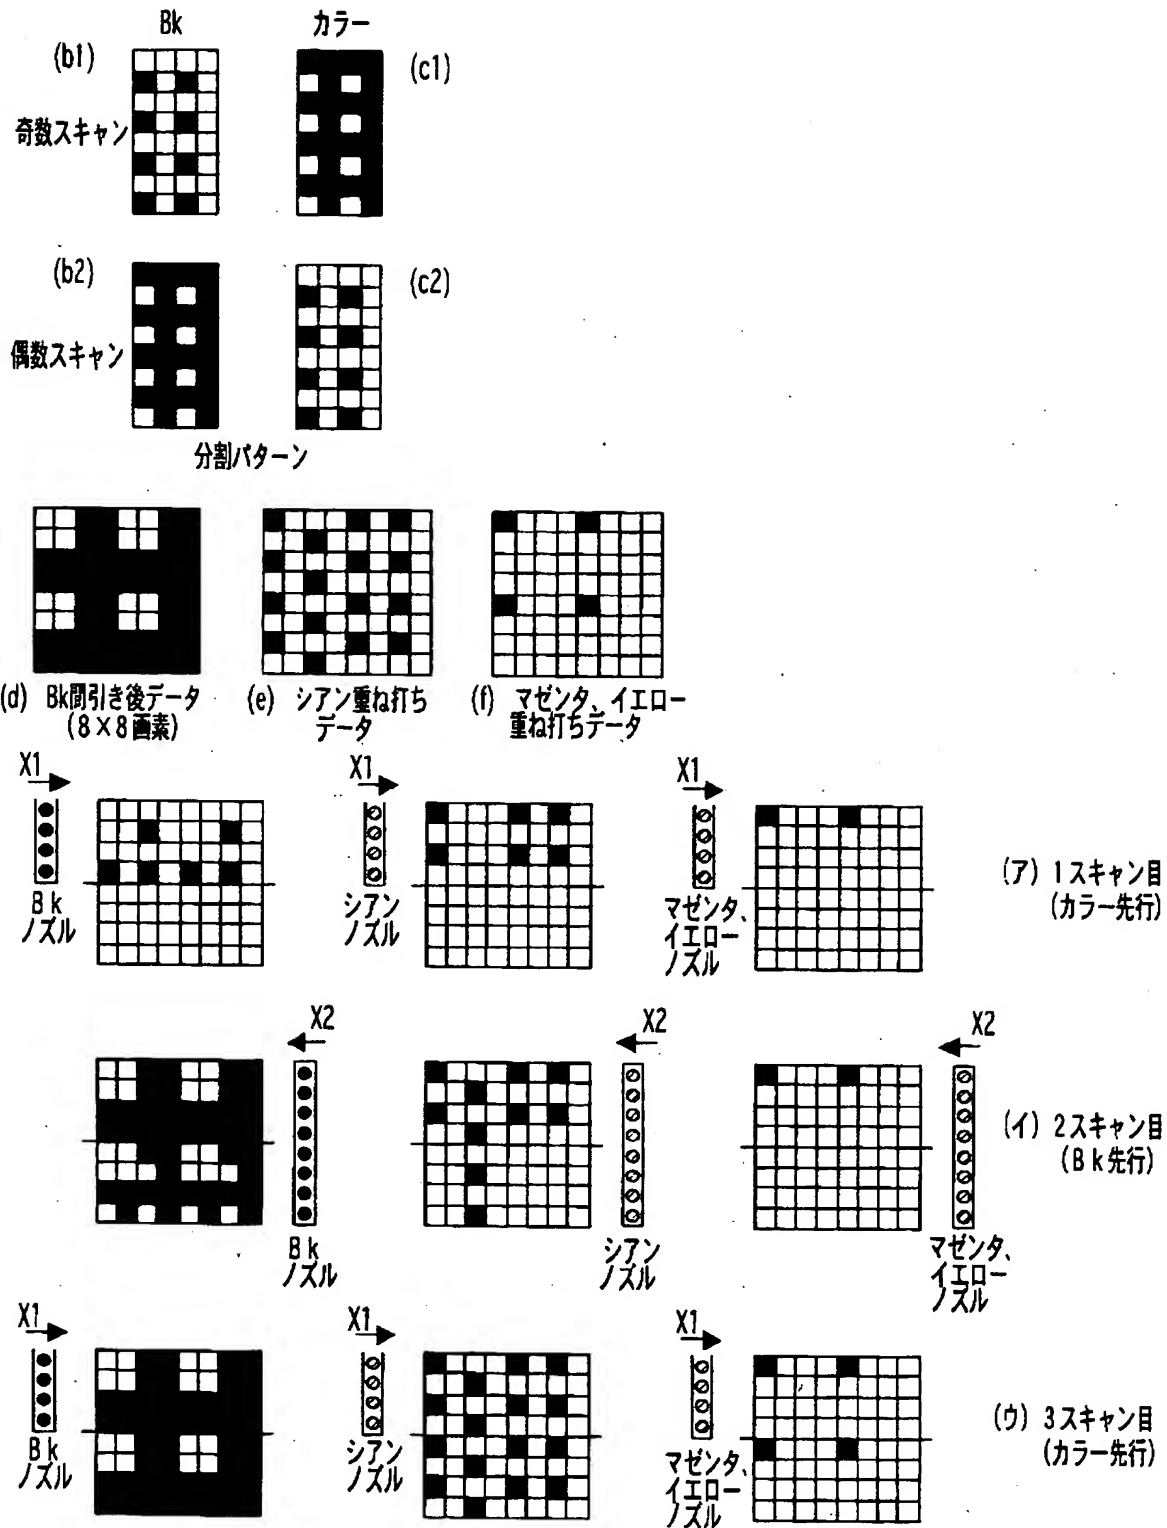 Bk カラー
(b1) (c1)
奇数スキャン
(b2) (c2)
偶数スキャン
分割パターン
(d) Bk間引き後データ
(8×8画素)
(e) シアン重ね打ち
データ
(f) マゼンタ、イエロー
重ね打ちデータ
X1 X1 X1
Bk
ノズル
シアン
ノズル
マゼンタ、
イエロー
ノズル
(ア) 1スキャン目
(カラー先行)
X2 X2 X2
Bk
ノズル
シアン
ノズル
マゼンタ、
イエロー
ノズル
(イ) 2スキャン目
(Bk先行)
X1 X1 X1
Bk
ノズル
シアン
ノズル
マゼンタ、
イエロー
ノズル
(ウ) 3スキャン目
(カラー先行)